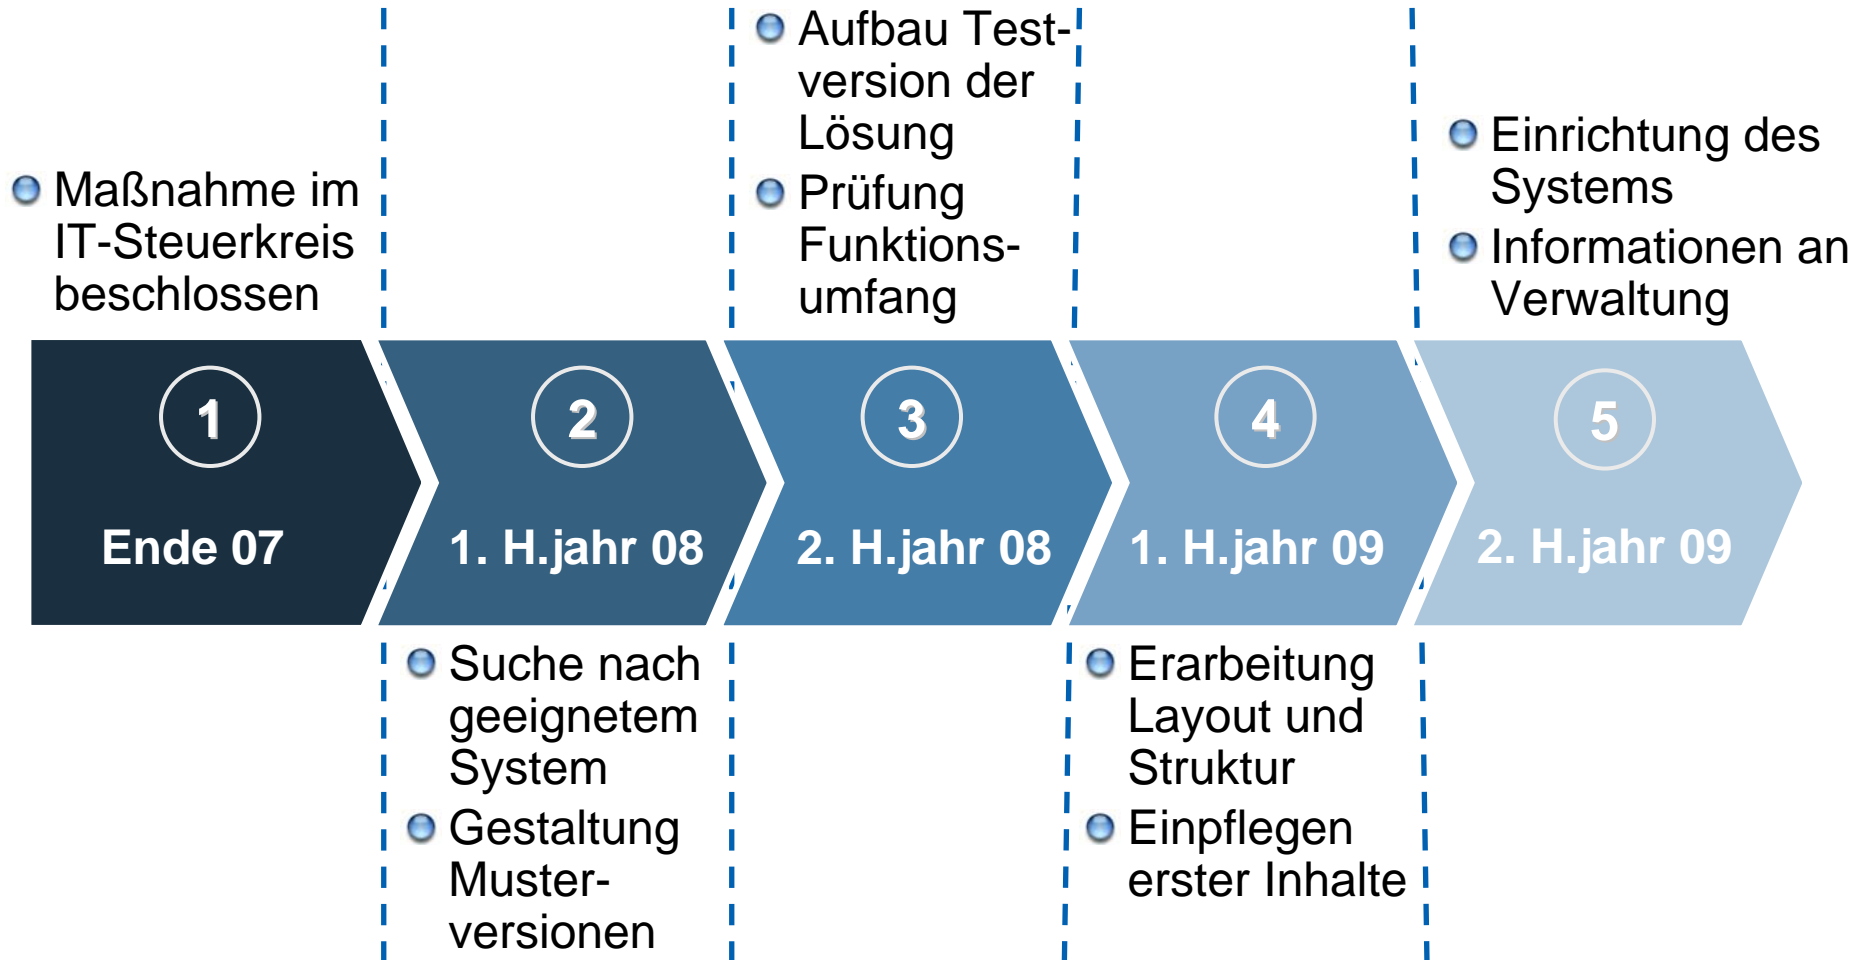 Maßnahme im
IT-Steuerkreis
beschlossen
Aufbau Test-
version der
Lösung
Prüfung
Funktions-
umfang
Einrichtung des
Systems
Informationen an
Verwaltung
1
Ende 07
2
1. H.jahr 08
3
2. H.jahr 08
4
1. H.jahr 09
5
2. H.jahr 09
Suche nach
geeignetem
System
Gestaltung
Muster-
versionen
Erarbeitung
Layout und
Struktur
Einpflegen
erster Inhalte